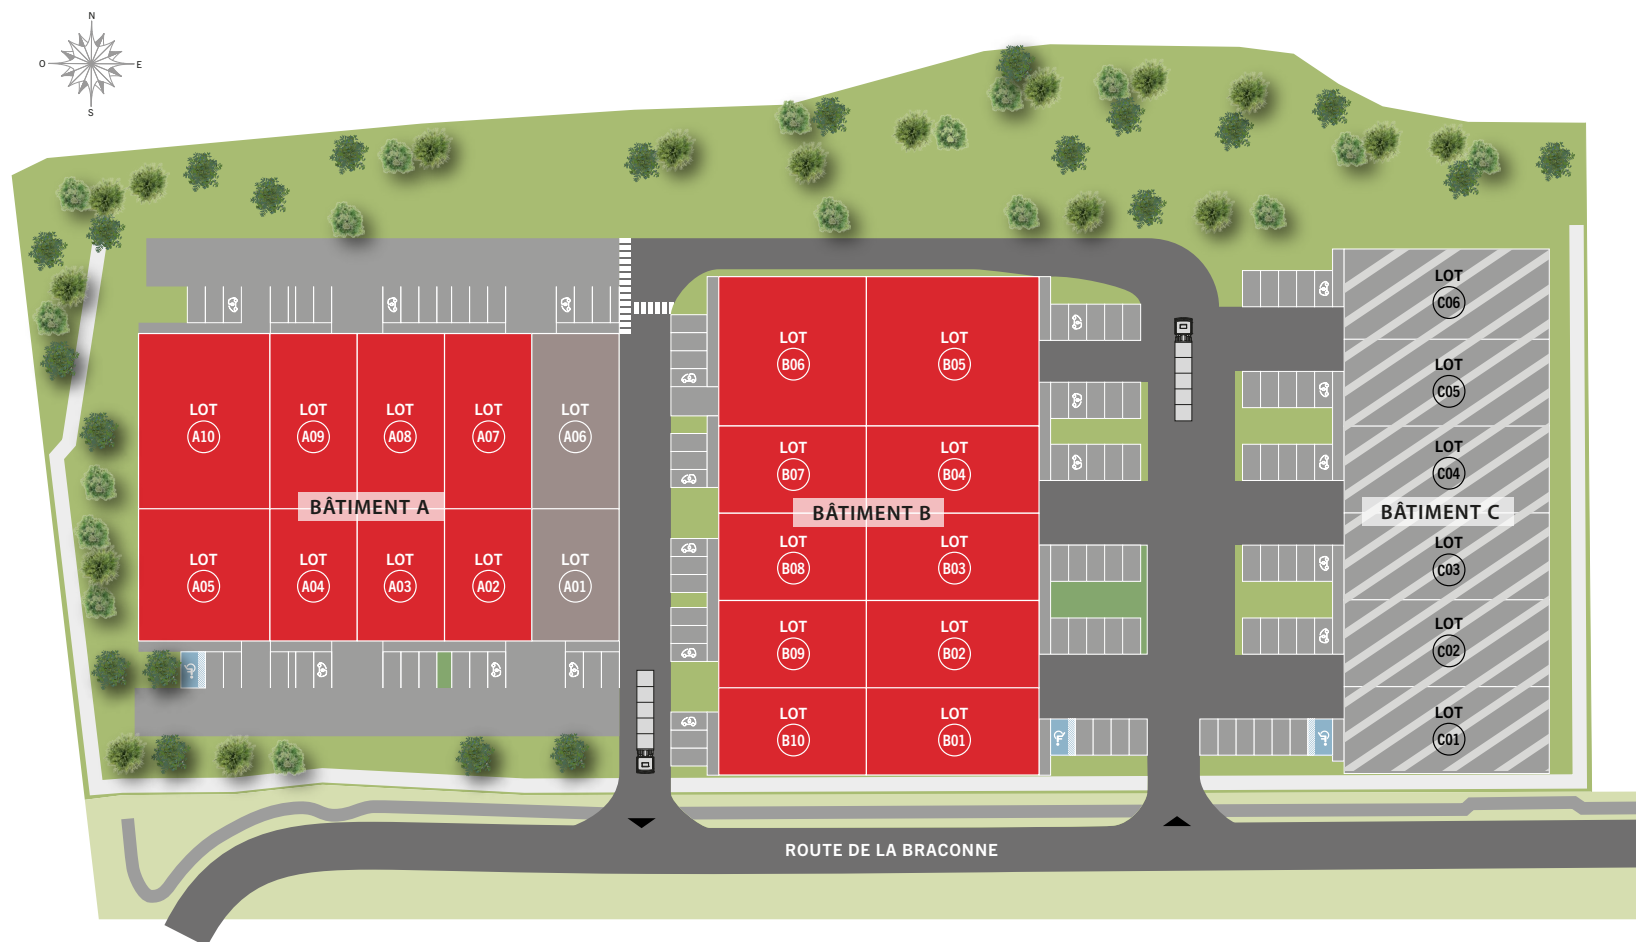 N
O E
S
LOT
C06
LOT
B06
LOT
B05
LOT
C05
LOT
A10
LOT
A09
LOT
A08
LOT
A07
LOT
A06
LOT
B07
LOT
B04
LOT
C04
BÂTIMENT A
BÂTIMENT B
BÂTIMENT C
LOT
A05
LOT
A04
LOT
A03
LOT
A02
LOT
A01
LOT
B08
LOT
B03
LOT
C03
LOT
B09
LOT
B02
LOT
C02
LOT
B10
LOT
B01
LOT
C01
ROUTE DE LA BRACONNE